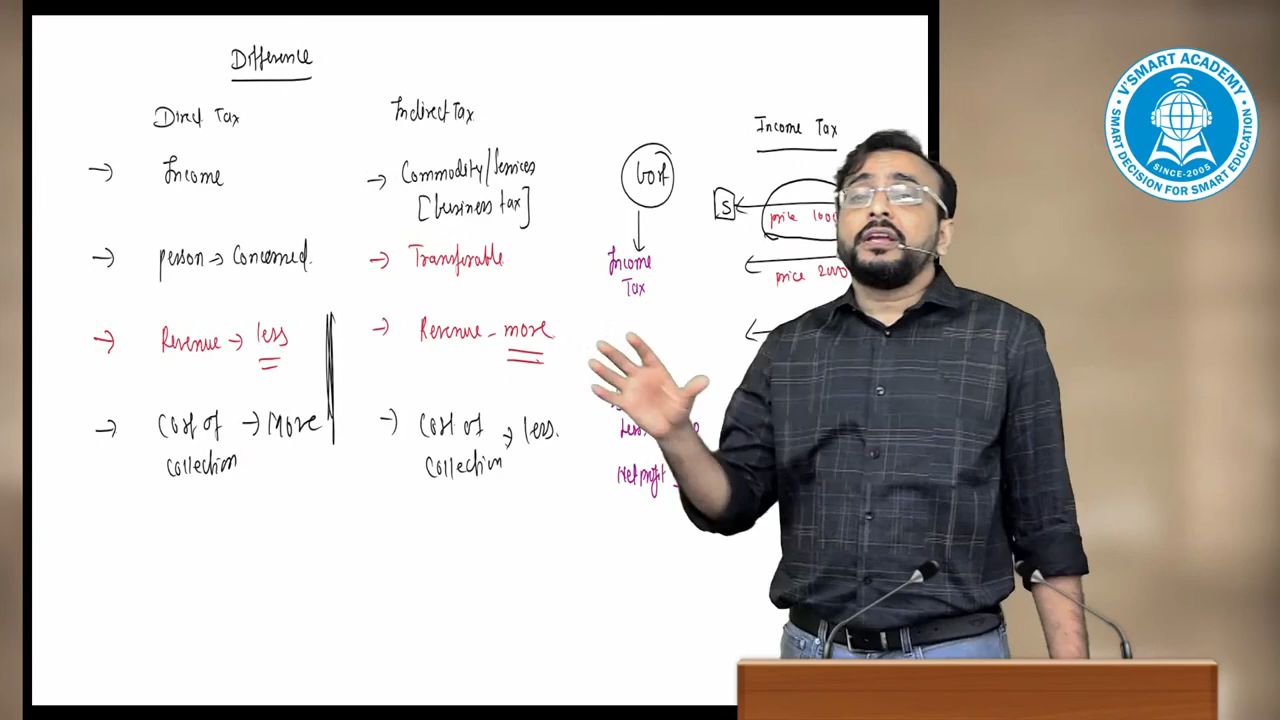 Difference
Direct Tax
→ Income
→ person → Concerned.
→ Revenue → less
→ Cost of → More
collection
Indirect Tax
→ Commodity/Services
[business tax]
→ Transferable
→ Revenue - more
→ Cost of → less.
collection
Govt
Income
Tax
Net profit
Income Tax
S
price 1000
price 2000
V'SMART ACADEMY
SINCE-2005
SMART DECISION FOR SMART EDUCATION